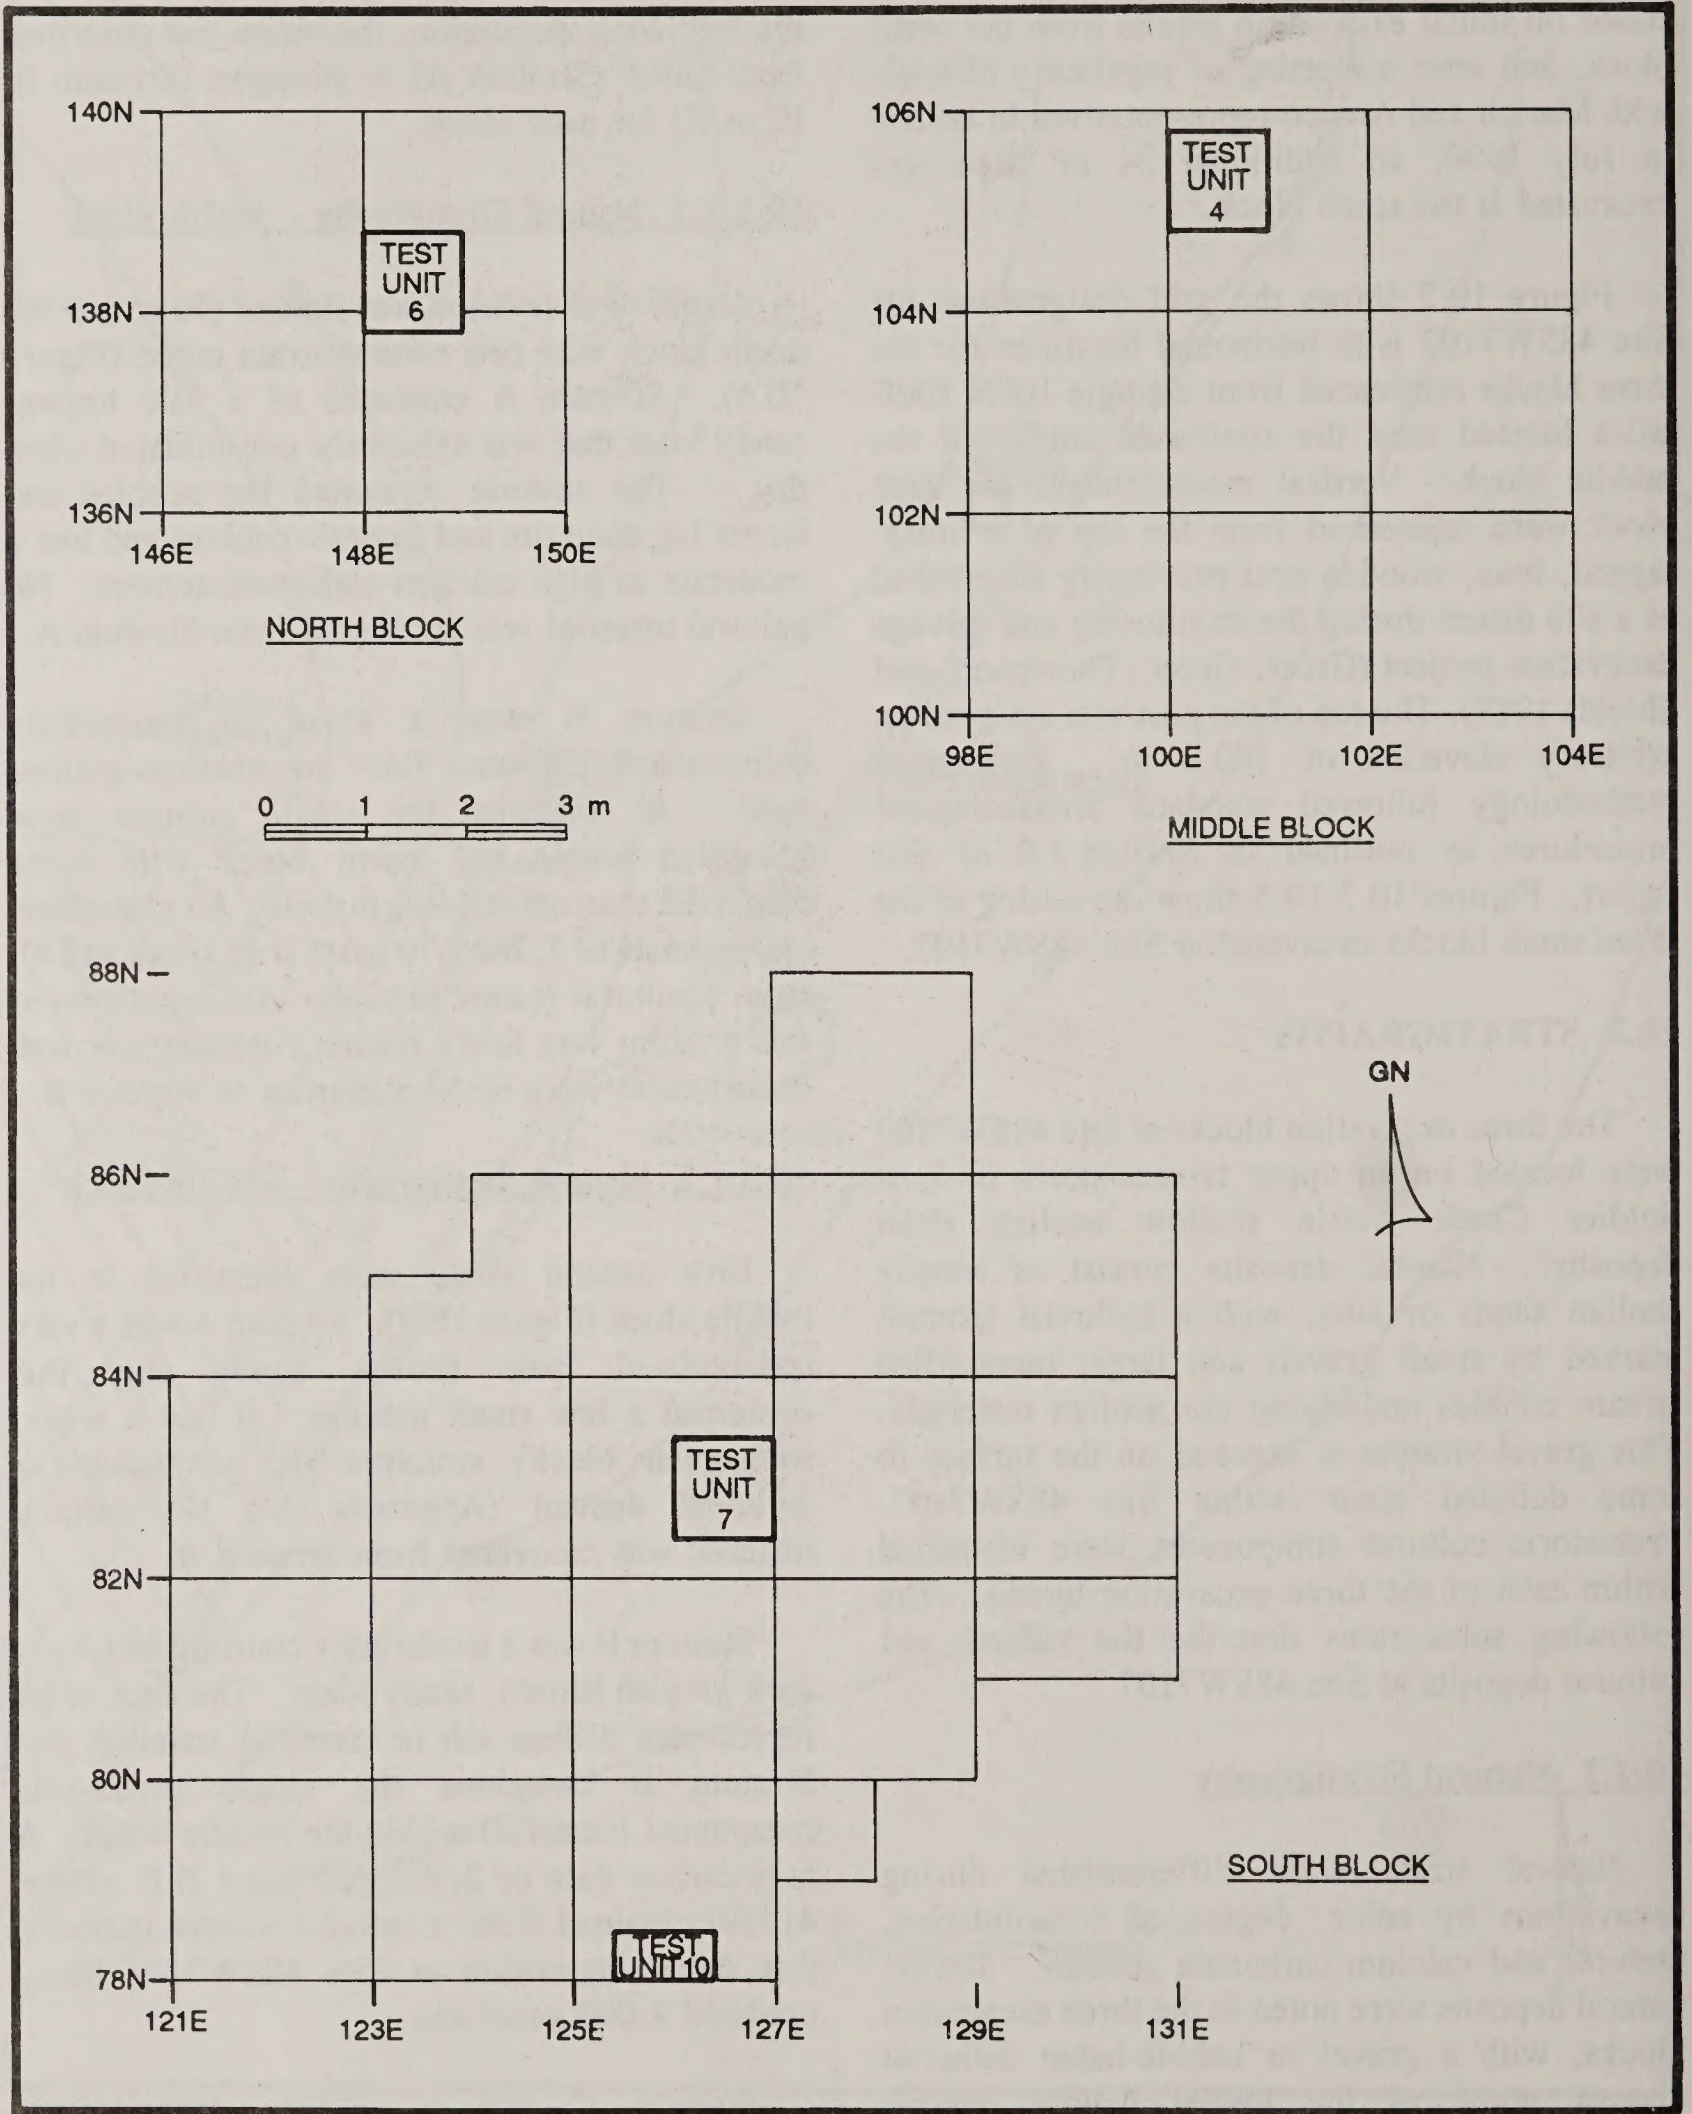 140N
138N
136N
146E 148E 150E
TEST
UNIT
6
NORTH BLOCK
106N
104N
102N
100N
98E 100E 102E 104E
TEST
UNIT
4
MIDDLE BLOCK
0 1 2 3 m
GN
88N
86N
84N
82N
80N
78N
121E 123E 125E 127E 129E 131E
TEST
UNIT
7
TEST
UNIT 10
SOUTH BLOCK